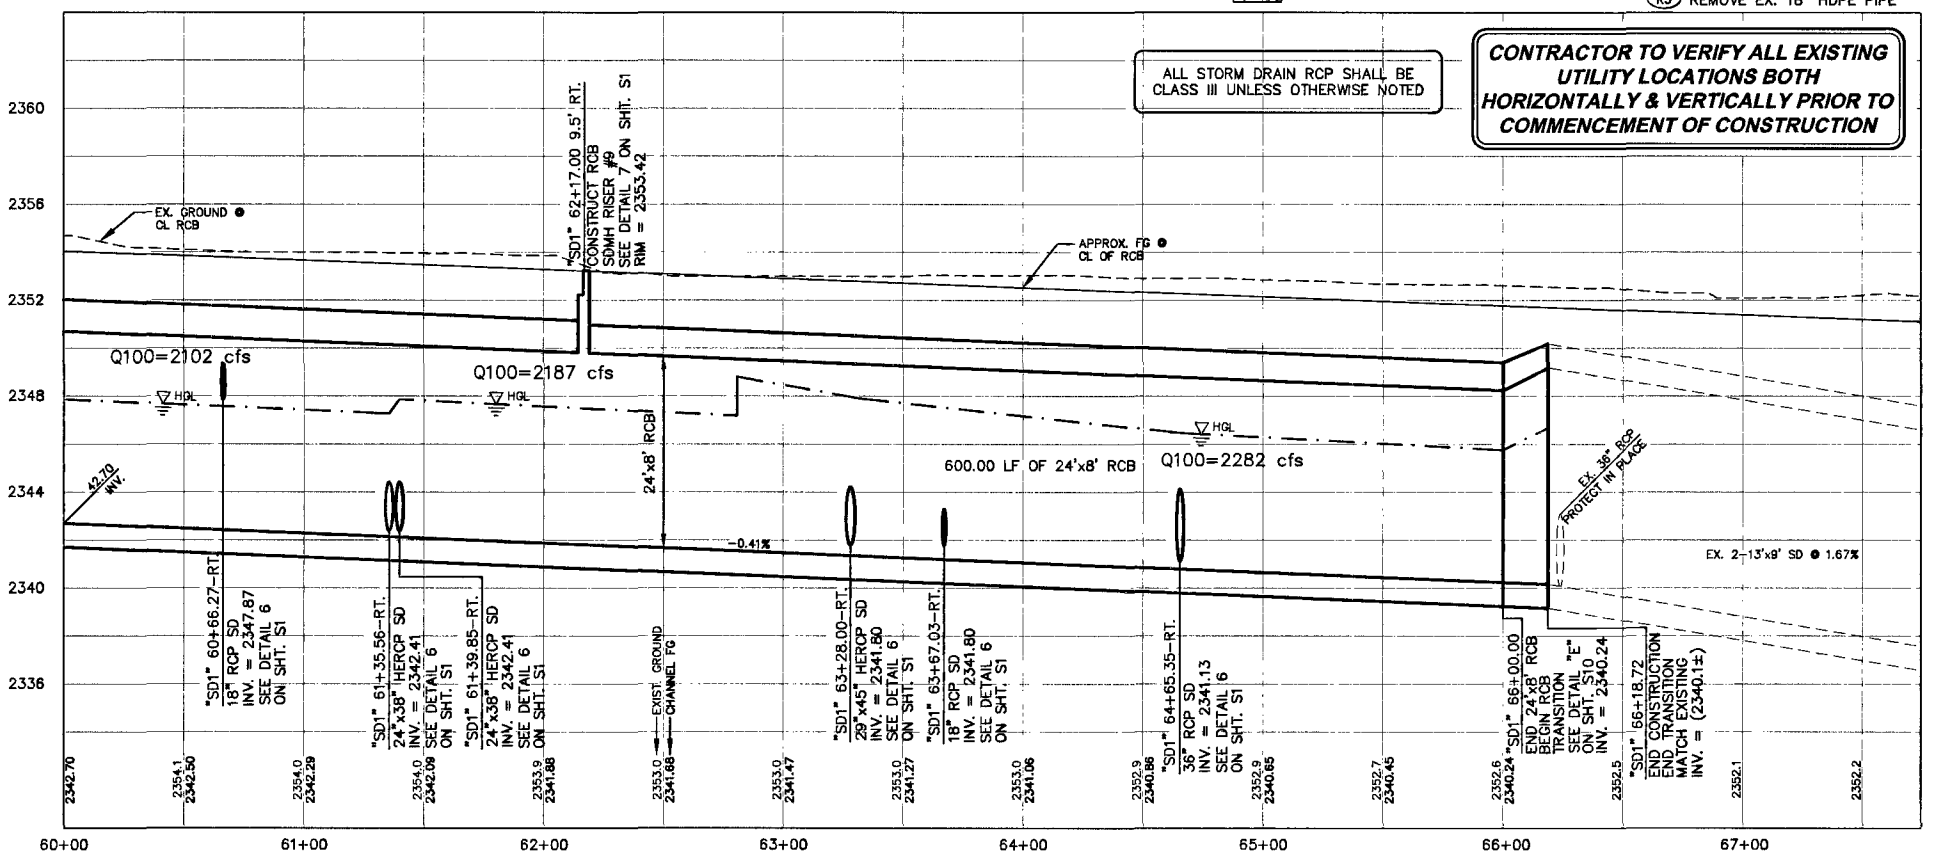 REMOVE EX. 18" HDPE PIPE
CONTRACTOR TO VERIFY ALL EXISTING
UTILITY LOCATIONS BOTH
HORIZONTALLY & VERTICALLY PRIOR TO
COMMENCEMENT OF CONSTRUCTION
ALL STORM DRAIN RCP SHALL BE
CLASS III UNLESS OTHERWISE NOTED
2360
2356
2352
2348
2344
2340
2336
EX. GROUND @
CL RCB
"SD1" 62+17.00 9.5' RT.
CONSTRUCT RCB
SDMH RISER #9
SEE DETAIL 7 ON SHT. S1
RIM = 2353.42
APPROX. FG @
CL OF RCB
Q100=2102 cfs
HGL
Q100=2187 cfs
HGL
24'x8' RCB
HGL
600.00 LF OF 24'x8' RCB
Q100=2282 cfs
42.70
INV.
-0.41%
EX. 36" RCP
PROTECT IN PLACE
EX. 2-13'x9' SD @ 1.67%
"SD1" 60+66.27-RT.
18" RCP SD
INV. = 2347.87
SEE DETAIL 6
ON SHT. S1
"SD1" 61+35.56-RT.
24"x38" HERCP SD
INV. = 2342.41
SEE DETAIL 6
ON SHT. S1
"SD1" 61+39.85-RT.
24"x38" HERCP SD
INV. = 2342.41
SEE DETAIL 6
ON SHT. S1
EXIST. GROUND
CHANNEL FG
"SD1" 63+28.00-RT.
29"x45" HERCP SD
INV. = 2341.80
SEE DETAIL 6
ON SHT. S1
"SD1" 63+67.03-RT.
18" RCP SD
INV. = 2341.80
SEE DETAIL 6
ON SHT. S1
"SD1" 64+65.35-RT.
36" RCP SD
INV. = 2341.13
SEE DETAIL 6
ON SHT. S1
"SD1" 66+00.00
END 24'x8' RCB
BEGIN RCB
TRANSITION
SEE DETAIL "E"
ON SHT. S10
INV. = 2340.24
"SD1" 66+18.72
END CONSTRUCTION
END TRANSITION
MATCH EXISTING
INV. = (2340.1±)
2342.70
2354.1
2342.50
2354.0
2342.29
2354.0
2342.09
2353.9
2341.88
2353.0
2341.68
2353.0
2341.47
2353.0
2341.27
2353.0
2341.06
2352.9
2340.86
2352.9
2340.65
2352.7
2340.45
2352.6
2340.24
2352.5
2352.1
2352.2
60+00
61+00
62+00
63+00
64+00
65+00
66+00
67+00